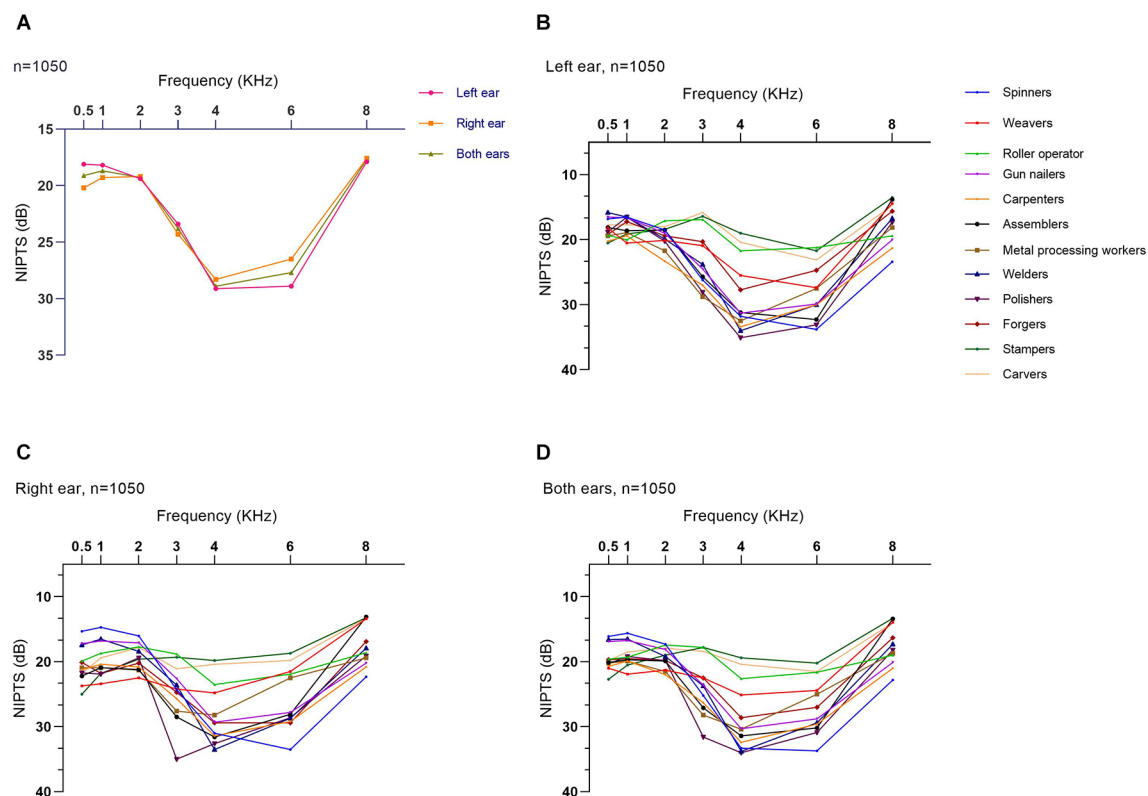 A
n=1050
Frequency (KHz)
0.5 1 2 3 4 6 8
15
20
25
30
35
NIPTS (dB)
Left ear
Right ear
Both ears
B
Left ear, n=1050
Frequency (KHz)
0.5 1 2 3 4 6 8
10
20
30
40
NIPTS (dB)
Spinners
Weavers
Roller operator
Gun nailers
Carpenters
Assemblers
Metal processing workers
Welders
Polishers
Forgers
Stampers
Carvers
C
Right ear, n=1050
Frequency (KHz)
0.5 1 2 3 4 6 8
10
20
30
40
NIPTS (dB)
D
Both ears, n=1050
Frequency (KHz)
0.5 1 2 3 4 6 8
10
20
30
40
NIPTS (dB)